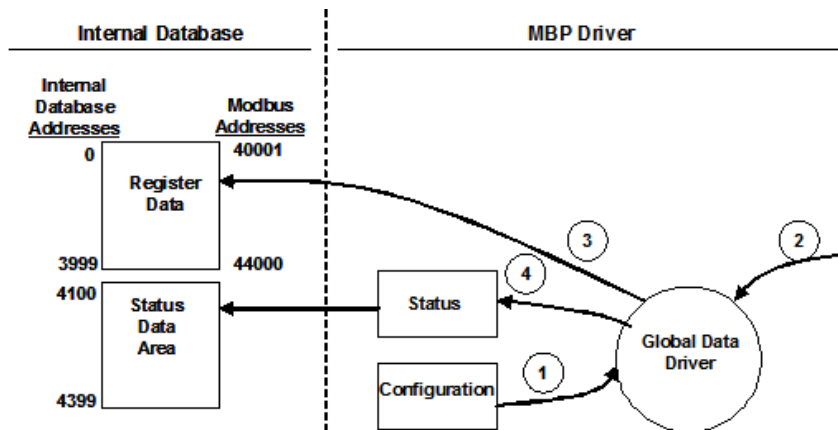 Internal Database
MBP Driver
Internal
Database
Addresses
Modbus
Addresses
0
40001
Register
Data
3999
44000
4100
Status
Data
Area
4399
Status
Configuration
Global Data
Driver
1
2
3
4